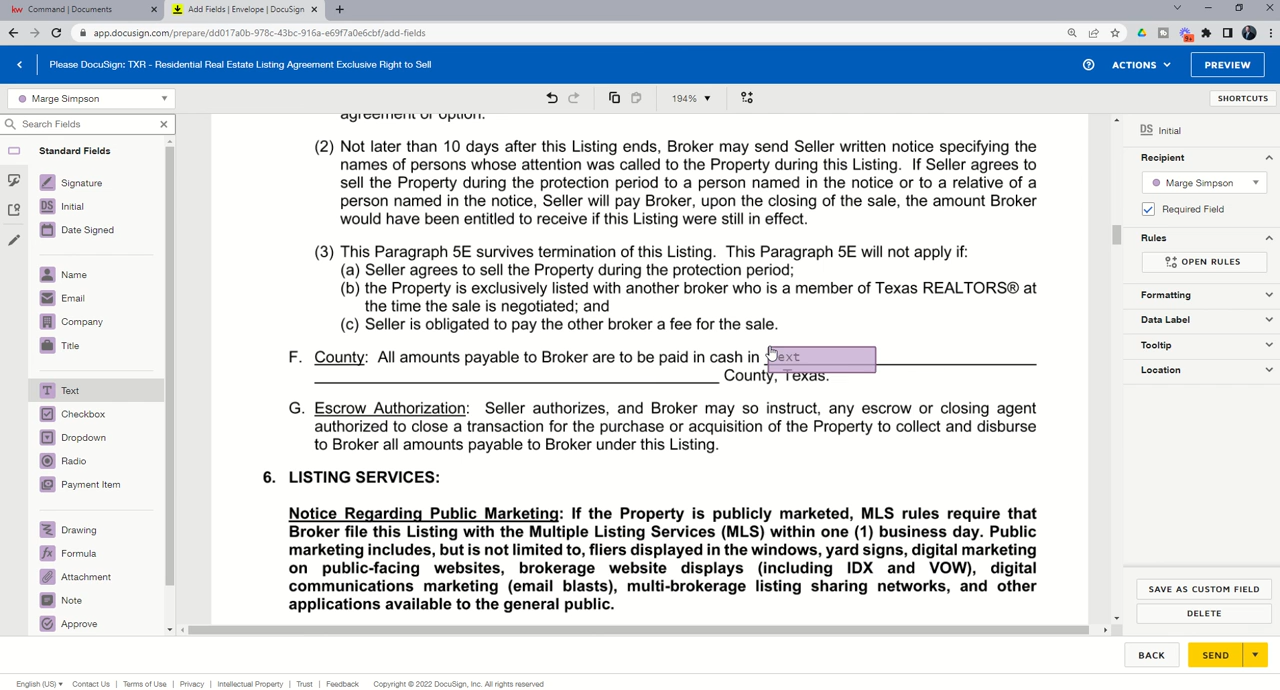 Command | Documents
Add Fields | Envelope | DocuSign
app.docusign.com/prepare/dd017a0b-978c-43bc-916a-e69f7a0e6cbf/add-fields
Please DocuSign: TXR - Residential Real Estate Listing Agreement Exclusive Right to Sell
ACTIONS
PREVIEW
Marge Simpson
194%
SHORTCUTS
Search Fields
Standard Fields
Signature
Initial
Date Signed
Name
Email
Company
Title
Text
Checkbox
Dropdown
Radio
Payment Item
Drawing
Formula
Attachment
Note
Approve
agreement or option.
(2) Not later than 10 days after this Listing ends, Broker may send Seller written notice specifying the
names of persons whose attention was called to the Property during this Listing. If Seller agrees to
sell the Property during the protection period to a person named in the notice or to a relative of a
person named in the notice, Seller will pay Broker, upon the closing of the sale, the amount Broker
would have been entitled to receive if this Listing were still in effect.
(3) This Paragraph 5E survives termination of this Listing. This Paragraph 5E will not apply if:
(a) Seller agrees to sell the Property during the protection period;
(b) the Property is exclusively listed with another broker who is a member of Texas REALTORS® at
the time the sale is negotiated; and
(c) Seller is obligated to pay the other broker a fee for the sale.
F. County: All amounts payable to Broker are to be paid in cash in Text
County, Texas.
G. Escrow Authorization: Seller authorizes, and Broker may so instruct, any escrow or closing agent
authorized to close a transaction for the purchase or acquisition of the Property to collect and disburse
to Broker all amounts payable to Broker under this Listing.
6. LISTING SERVICES:
Notice Regarding Public Marketing: If the Property is publicly marketed, MLS rules require that
Broker file this Listing with the Multiple Listing Services (MLS) within one (1) business day. Public
marketing includes, but is not limited to, fliers displayed in the windows, yard signs, digital marketing
on public-facing websites, brokerage website displays (including IDX and VOW), digital
communications marketing (email blasts), multi-brokerage listing sharing networks, and other
applications available to the general public.
DS Initial
Recipient
Marge Simpson
Required Field
Rules
OPEN RULES
Formatting
Data Label
Tooltip
Location
SAVE AS CUSTOM FIELD
DELETE
BACK
SEND
English (US) Contact Us | Terms of Use | Privacy | Intellectual Property | Trust | Feedback Copyright © 2022 DocuSign, Inc. All rights reserved